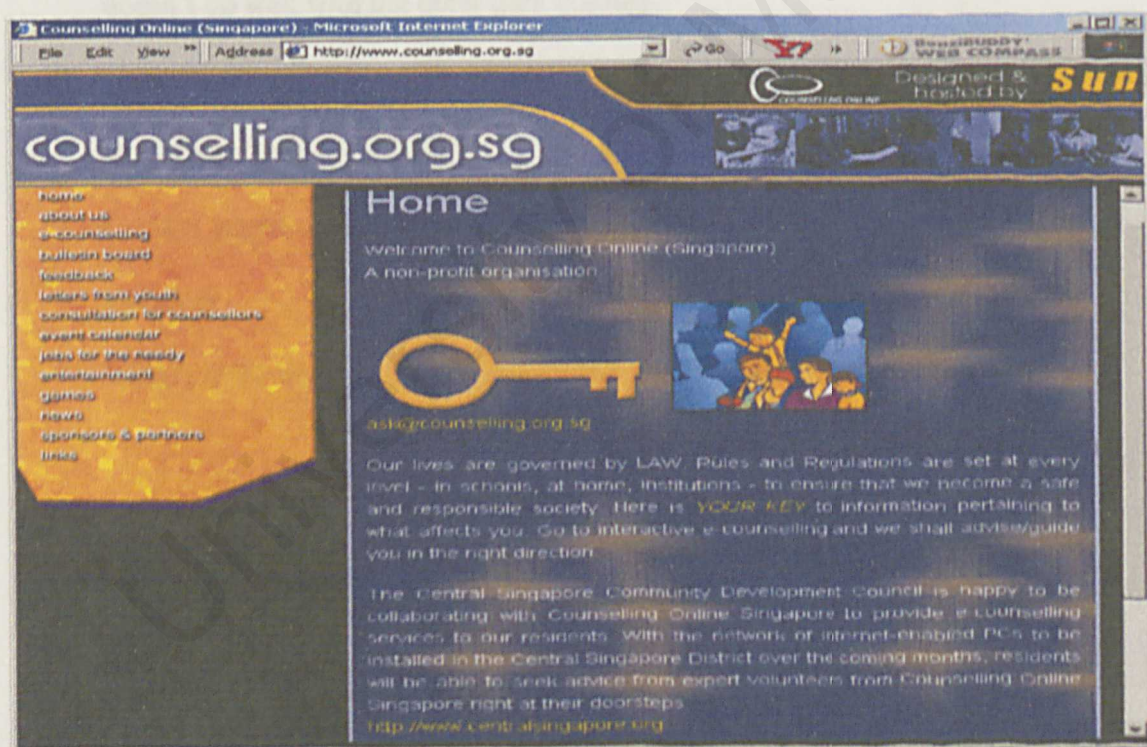 Counselling Online (Singapore) - Microsoft Internet Explorer
File Edit View » Address http://www.counselling.org.sg Go Y? » BonziBUDDY' WEB COMPASS
COUNSELLING ONLINE Designed & hosted by Sun
counselling.org.sg
home
about us
e-counselling
bulletin board
feedback
letters from youth
consultation for counsellors
event calendar
jobs for the needy
entertainment
games
news
sponsors & partners
links
Home
Welcome to Counselling Online (Singapore)
A non-profit organisation
ask@counselling.org.sg
Our lives are governed by LAW. Rules and Regulations are set at every
level - in schools, at home, institutions - to ensure that we become a safe
and responsible society. Here is YOUR KEY to information pertaining to
what affects you. Go to interactive e-counselling and we shall advise/guide
you in the right direction.
The Central Singapore Community Development Council is happy to be
collaborating with Counselling Online Singapore to provide e-counselling
services to our residents. With the network of internet-enabled PCs to be
installed in the Central Singapore District over the coming months, residents
will be able to seek advice from expert volunteers from Counselling Online
Singapore right at their doorsteps.
http://www.centralsingapore.org